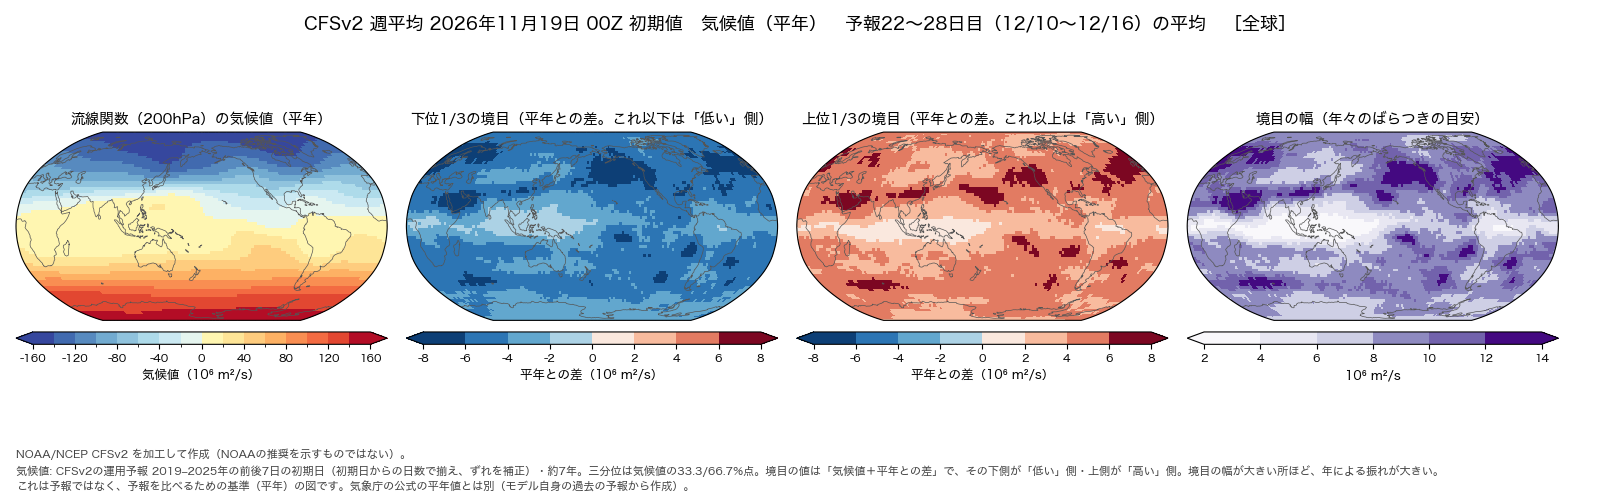 CFSv2 週平均 2026年11月19日 00Z 初期値　気候値（平年）　予報22～28日目（12/10～12/16）の平均　［全球］
流線関数（200hPa）の気候値（平年）
下位1/3の境目（平年との差。これ以下は「低い」側）
上位1/3の境目（平年との差。これ以上は「高い」側）
境目の幅（年々のばらつきの目安）
-160 -120 -80 -40 0 40 80 120 160
-8 -6 -4 -2 0 2 4 6 8
-8 -6 -4 -2 0 2 4 6 8
2 4 6 8 10 12 14
気候値（10⁶ m²/s）
平年との差（10⁶ m²/s）
平年との差（10⁶ m²/s）
10⁶ m²/s
NOAA/NCEP CFSv2 を加工して作成（NOAAの推奨を示すものではない）。
気候値: CFSv2の運用予報 2019–2025年の前後7日の初期日（初期日からの日数で揃え、ずれを補正）・約7年。三分位は気候値の33.3/66.7%点。境目の値は「気候値＋平年との差」で、その下側が「低い」側・上側が「高い」側。境目の幅が大きい所ほど、年による振れが大きい。
これは予報ではなく、予報を比べるための基準（平年）の図です。気象庁の公式の平年値とは別（モデル自身の過去の予報から作成）。